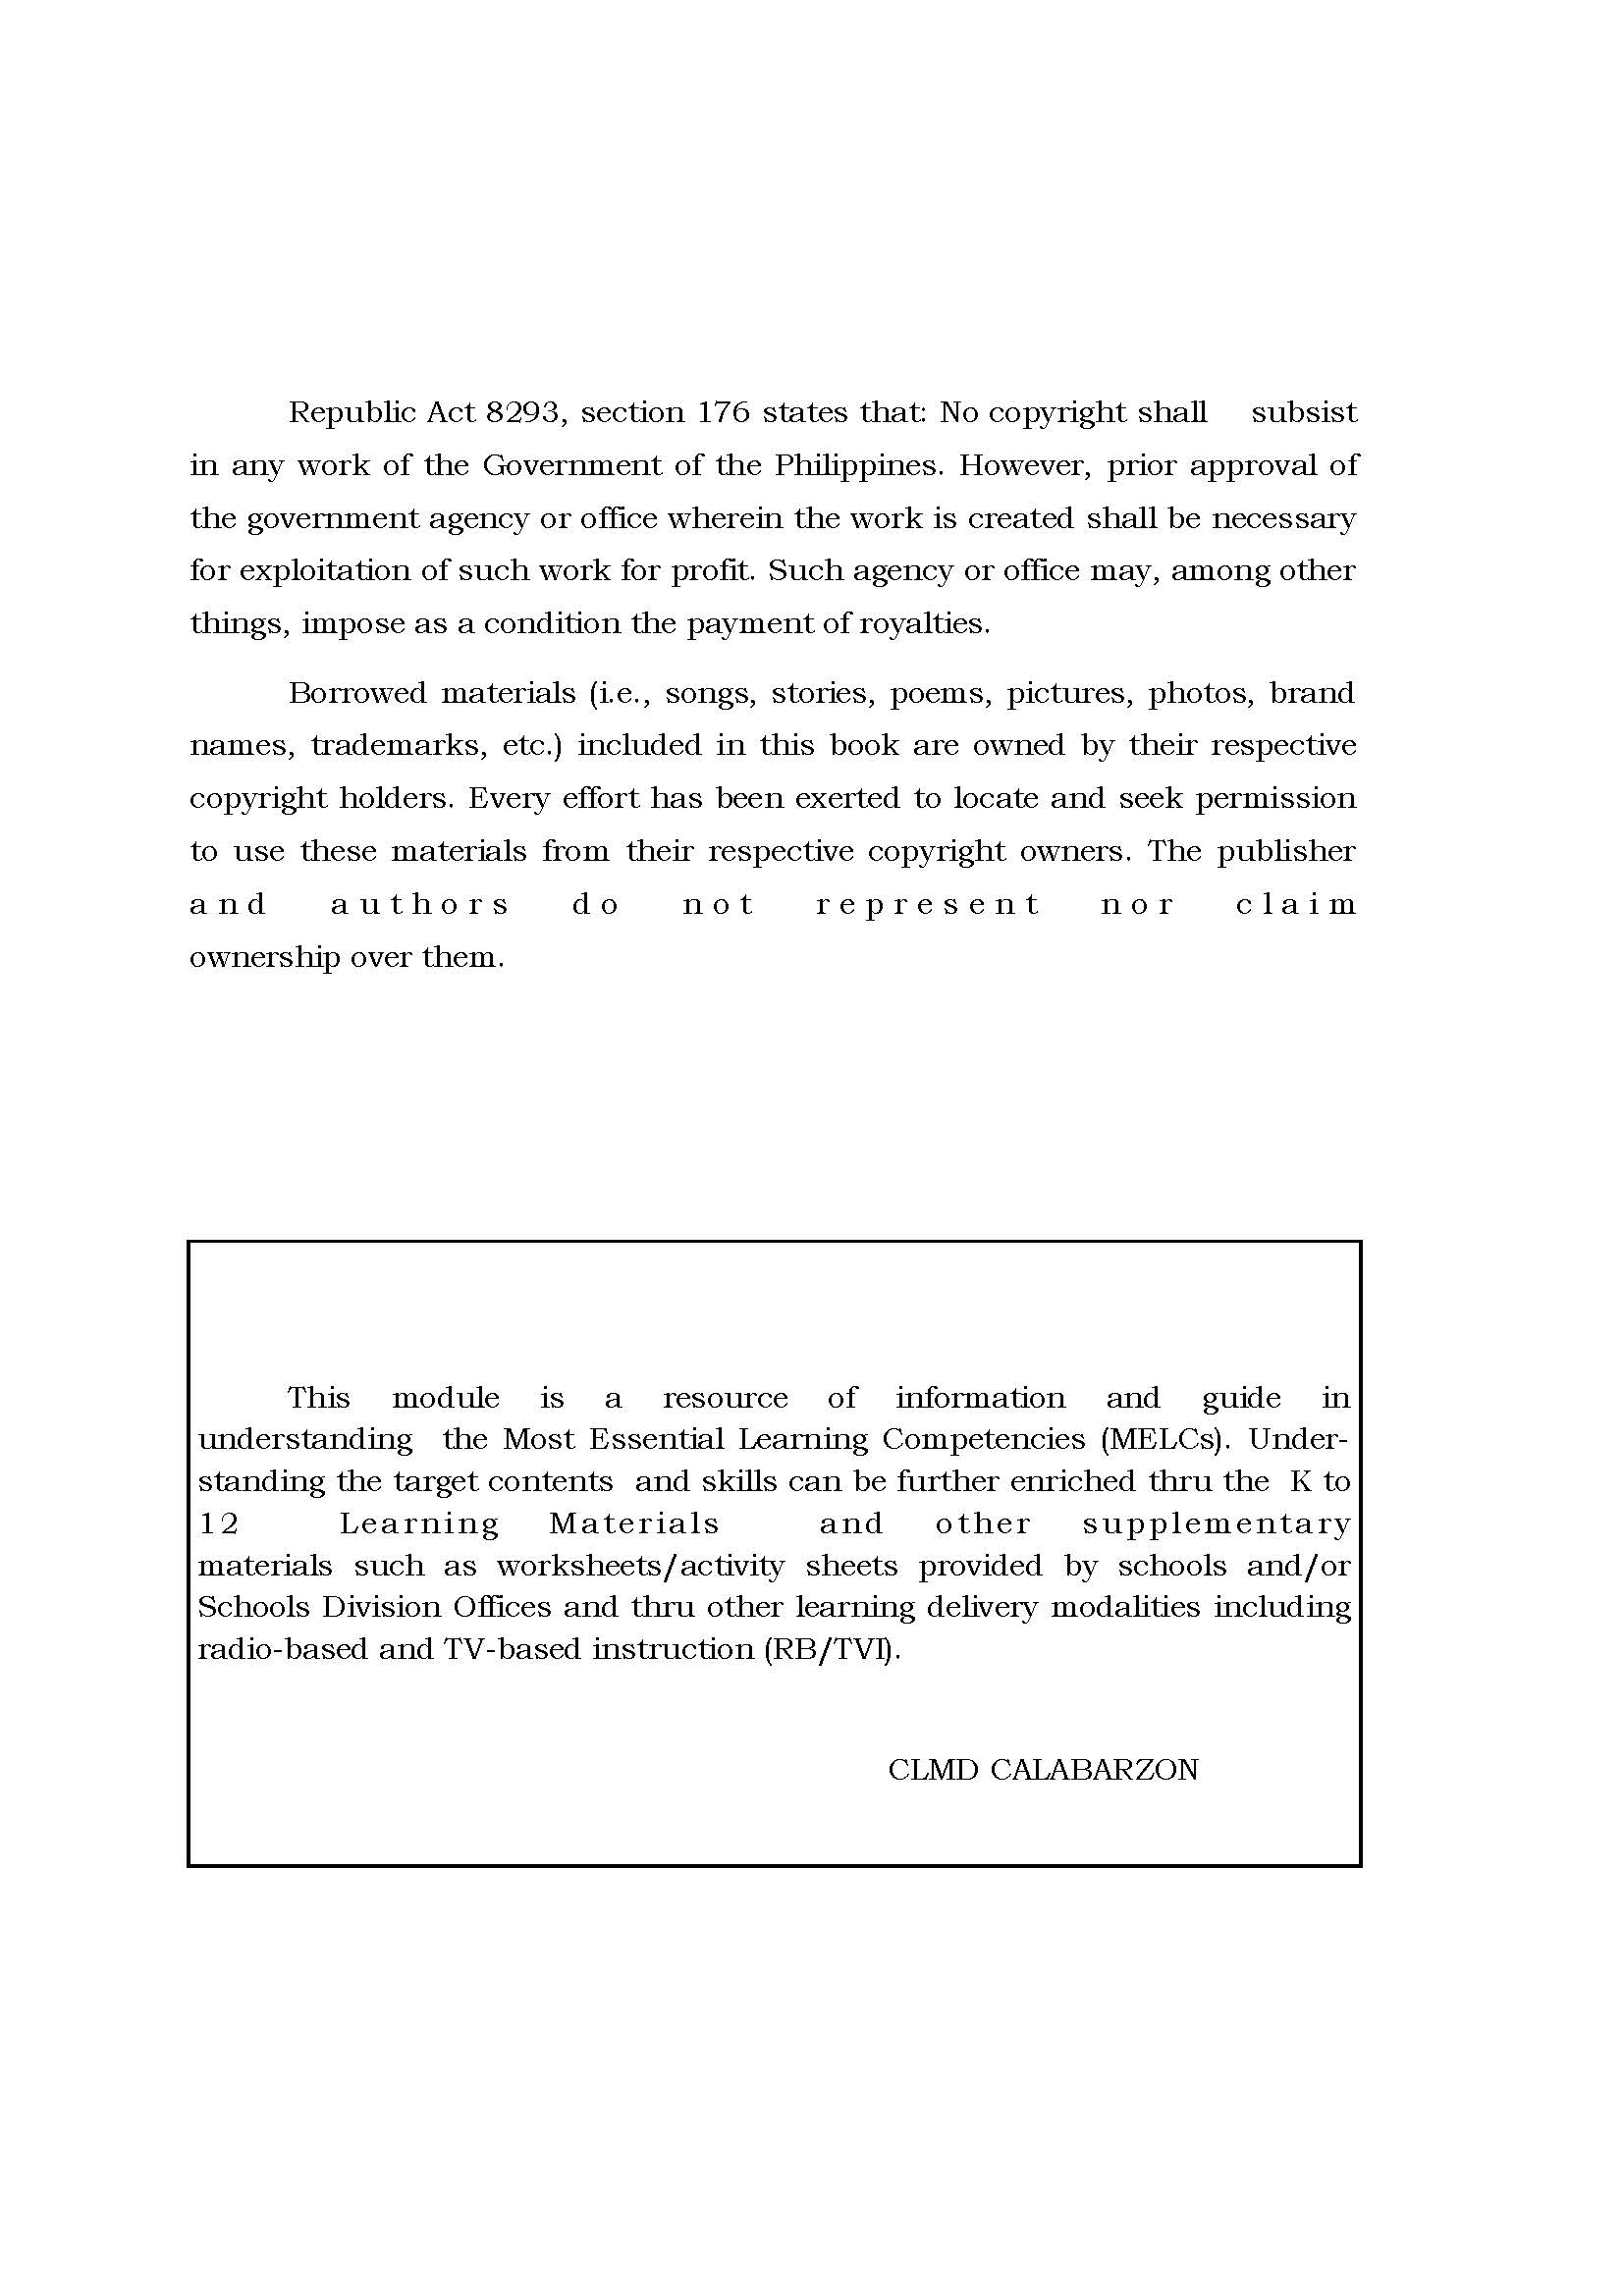 Republic Act 8293, section 176 states that: No copyright shall subsist
in any work of the Government of the Philippines. However, prior approval of
the government agency or office wherein the work is created shall be necessary
for exploitation of such work for profit. Such agency or office may, among other
things, impose as a condition the payment of royalties.
Borrowed materials (i.e., songs, stories, poems, pictures, photos, brand
names, trademarks, etc.) included in this book are owned by their respective
copyright holders. Every effort has been exerted to locate and seek permission
to use these materials from their respective copyright owners. The publisher
and authors do not represent nor claim
ownership over them.
This module is a resource of information and guide in
understanding the Most Essential Learning Competencies (MELCs). Under-
standing the target contents and skills can be further enriched thru the K to
12 Learning Materials and other supplementary
materials such as worksheets/activity sheets provided by schools and/or
Schools Division Offices and thru other learning delivery modalities including
radio-based and TV-based instruction (RB/TVI).
CLMD CALABARZON